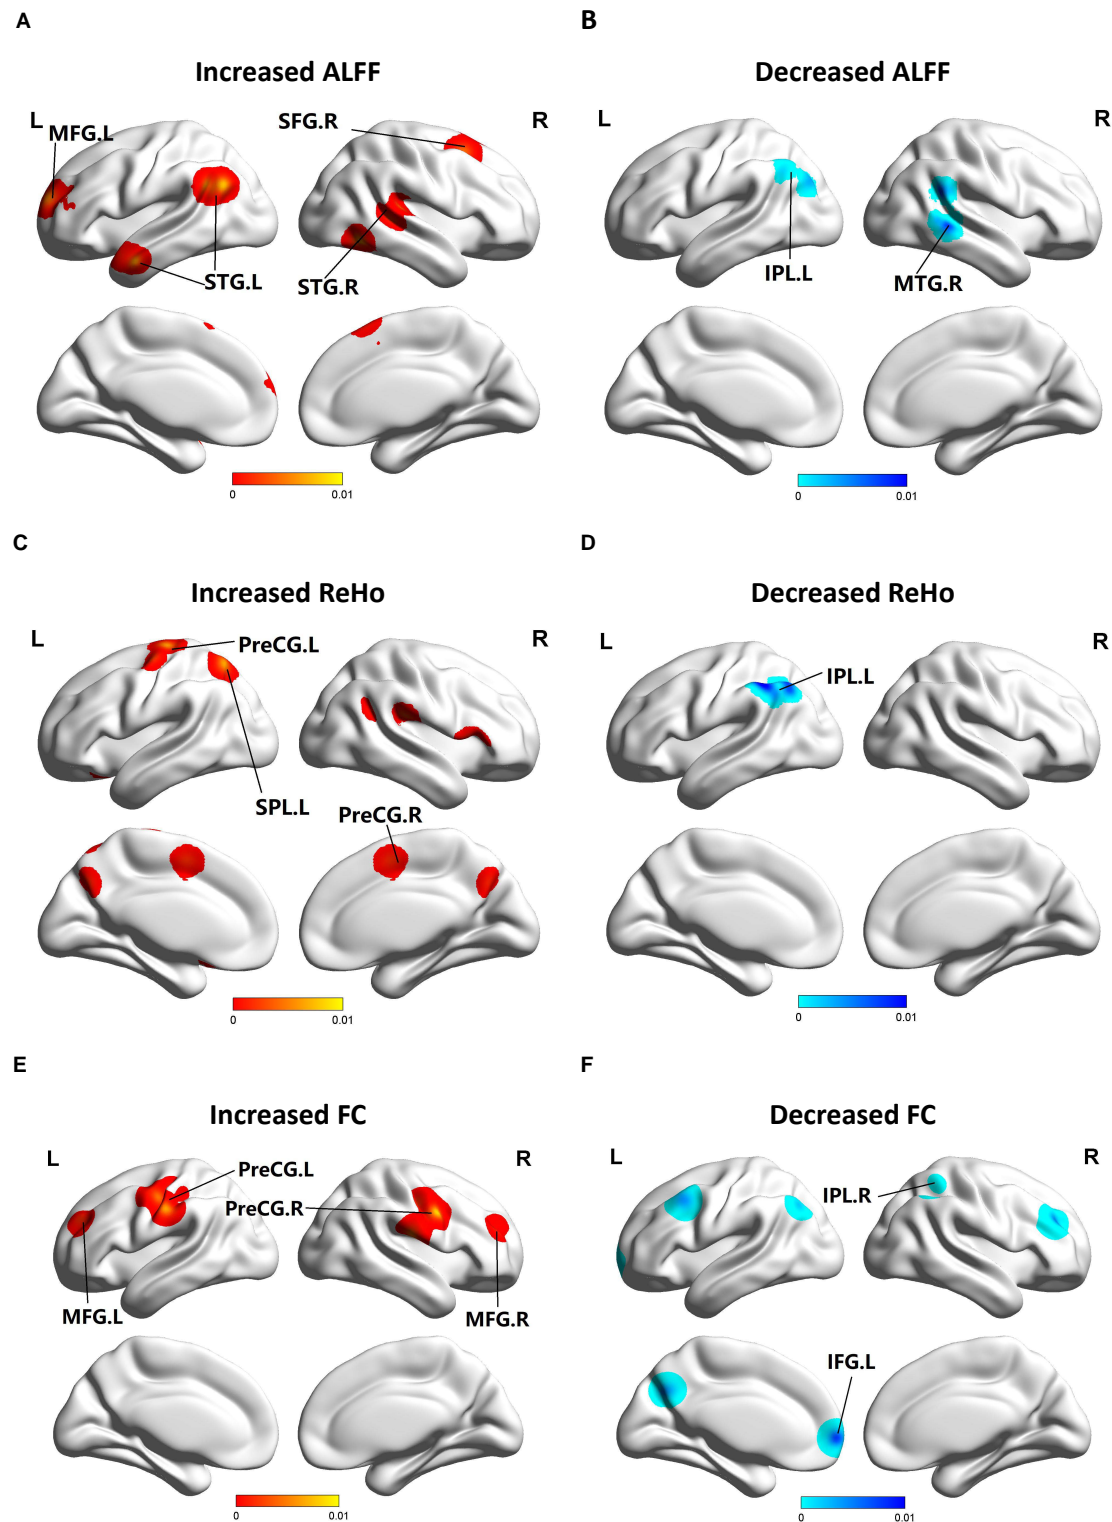 A
B
Increased ALFF
Decreased ALFF
L
MFG.L
SFG.R
R
L
R
STG.L
STG.R
IPL.L
MTG.R
0
0.01
0
0.01
C
D
Increased ReHo
Decreased ReHo
L
PreCG.L
R
L
IPL.L
R
SPL.L
PreCG.R
0
0.01
0
0.01
E
F
Increased FC
Decreased FC
L
PreCG.L
R
PreCG.R
L
IPL.R
R
MFG.L
MFG.R
IFG.L
0
0.01
0
0.01